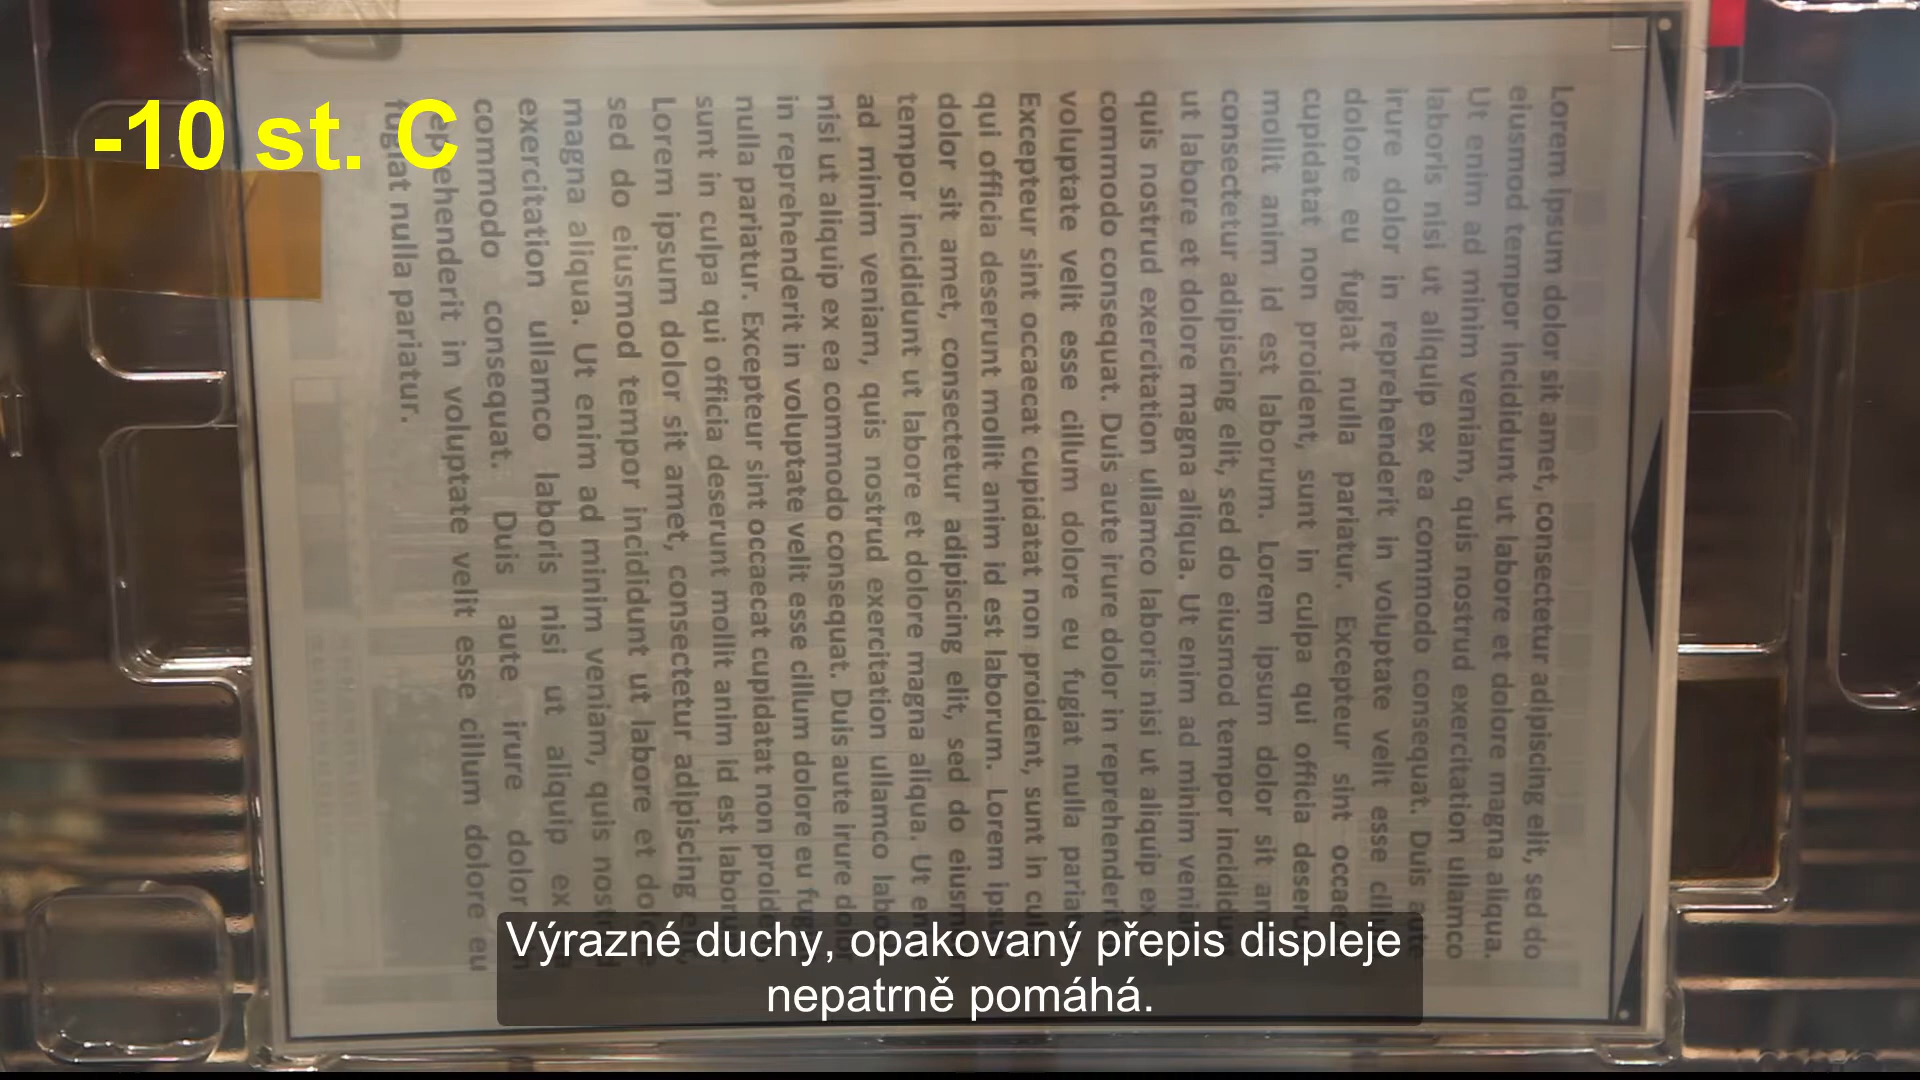 -10 st. C
Lorem ipsum dolor sit amet, consectetur adipiscing elit, sed do
eiusmod tempor incididunt ut labore et dolore magna aliqua.
Ut enim ad minim veniam, quis nostrud exercitation ullamco
laboris nisi ut aliquip ex ea commodo consequat. Duis aute
irure dolor in reprehenderit in voluptate velit esse
dolore eu fugiat nulla pariatur. Excepteur sint
cupidatat non proident, sunt in culpa qui officia
mollit anim id est laborum. Lorem ipsum dolor sit
consectetur adipiscing elit, sed do eiusmod tempor
ut labore et dolore magna aliqua. Ut enim ad minim
quis nostrud exercitation ullamco laboris nisi ut aliquip
commodo consequat. Duis aute irure dolor in
voluptate velit esse cillum dolore eu fugiat nulla
Excepteur sint occaecat cupidatat non proident, sunt in
qui officia deserunt mollit anim id est laborum. Lorem
dolor sit amet, consectetur adipiscing elit, sed do
tempor incididunt ut labore et dolore magna aliqua. Ut
ad minim veniam, quis nostrud exercitation ullamco
nisi ut aliquip ex ea commodo consequat. Duis aute irure
in reprehenderit in voluptate velit esse cillum dolore eu
nulla pariatur. Excepteur sint occaecat cupidatat non
sunt in culpa qui officia deserunt mollit anim id est
Lorem ipsum dolor sit amet, consectetur adipiscing
sed do eiusmod tempor incididunt ut labore et
magna aliqua. Ut enim ad minim veniam, quis
exercitation ullamco laboris nisi ut aliquip ex
commodo consequat. Duis aute irure dolor
in voluptate velit esse cillum dolore eu
fugiat nulla pariatur.
Výrazné duchy, opakovaný přepis displeje
nepatrně pomáhá.